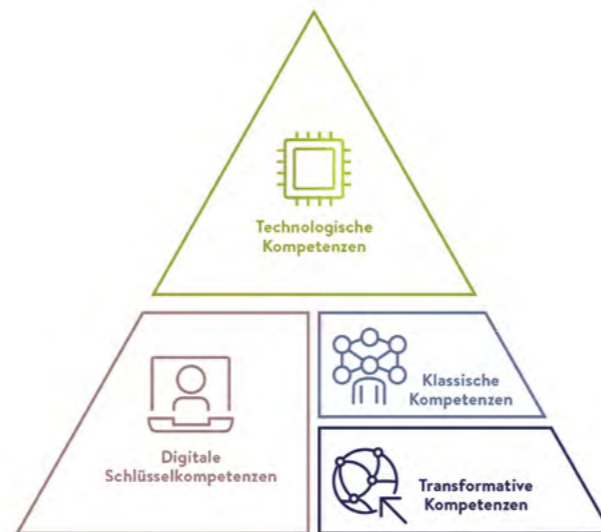 Technologische
Kompetenzen
Klassische
Kompetenzen
Digitale
Schlüsselkompetenzen
Transformative
Kompetenzen